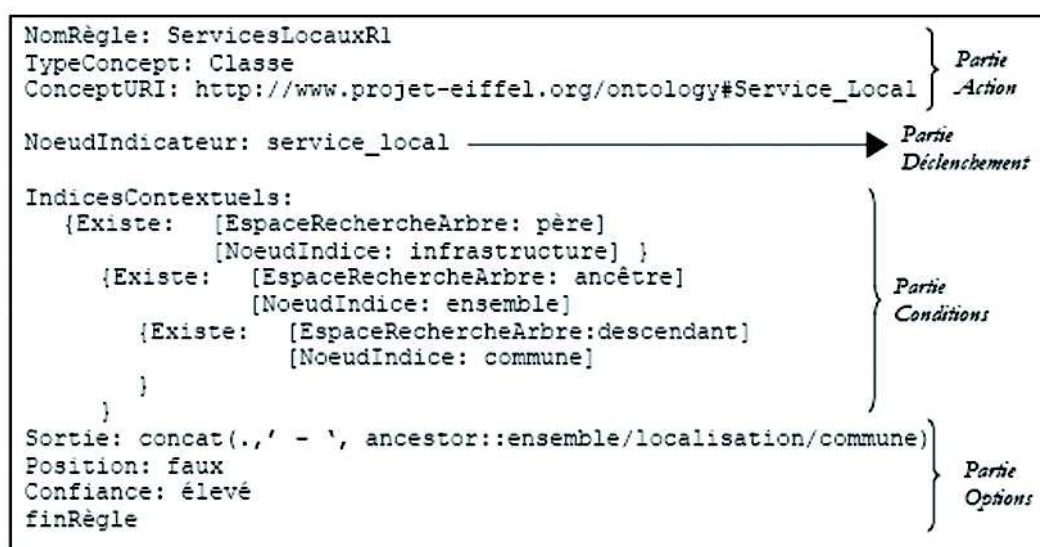 NomRègle: ServicesLocauxR1
TypeConcept: Classe
ConceptURI: http://www.projet-eiffel.org/ontology#Service_Local
Partie
Action
NoeudIndicateur: service_local
Partie
Déclenchement
IndicesContextuels:
{Existe: [EspaceRechercheArbre: père]
[NoeudIndice: infrastructure] }
{Existe: [EspaceRechercheArbre: ancêtre]
[NoeudIndice: ensemble]
{Existe: [EspaceRechercheArbre:descendant]
[NoeudIndice: commune]
}
}
Partie
Conditions
Sortie: concat(.,’ - ‘, ancestor::ensemble/localisation/commune)
Position: faux
Confiance: élevé
finRègle
Partie
Options